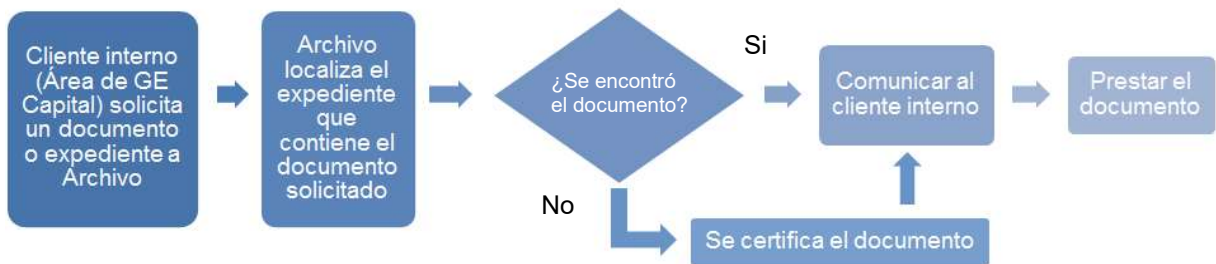 Cliente interno
(Área de GE
Capital) solicita
un documento
o expediente a
Archivo
Archivo
localiza el
expediente
que
contiene el
documento
solicitado
¿Se encontró
el documento?
Si
Comunicar al
cliente interno
Prestar el
documento
No
Se certifica el documento